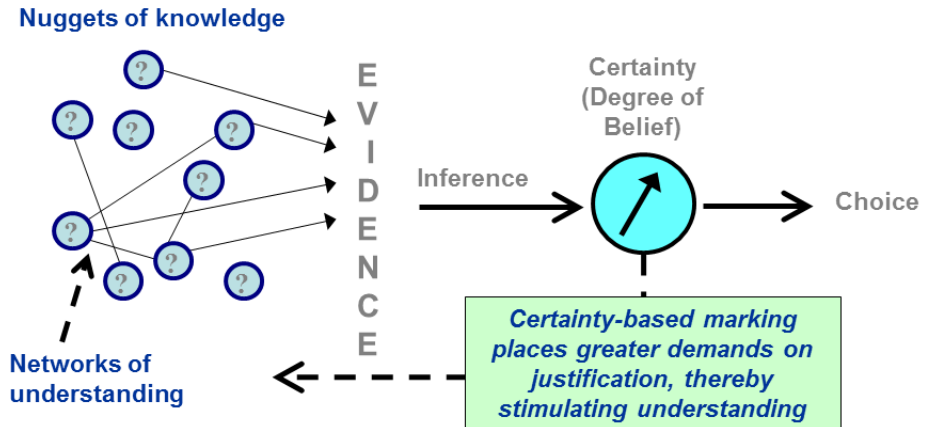 Nuggets of knowledge
?
?
?
?
?
?
?
?
?
E
V
I
D
E
N
C
E
Inference
Certainty
(Degree of
Belief)
Choice
Networks of
understanding
Certainty-based marking
places greater demands on
justification, thereby
stimulating understanding